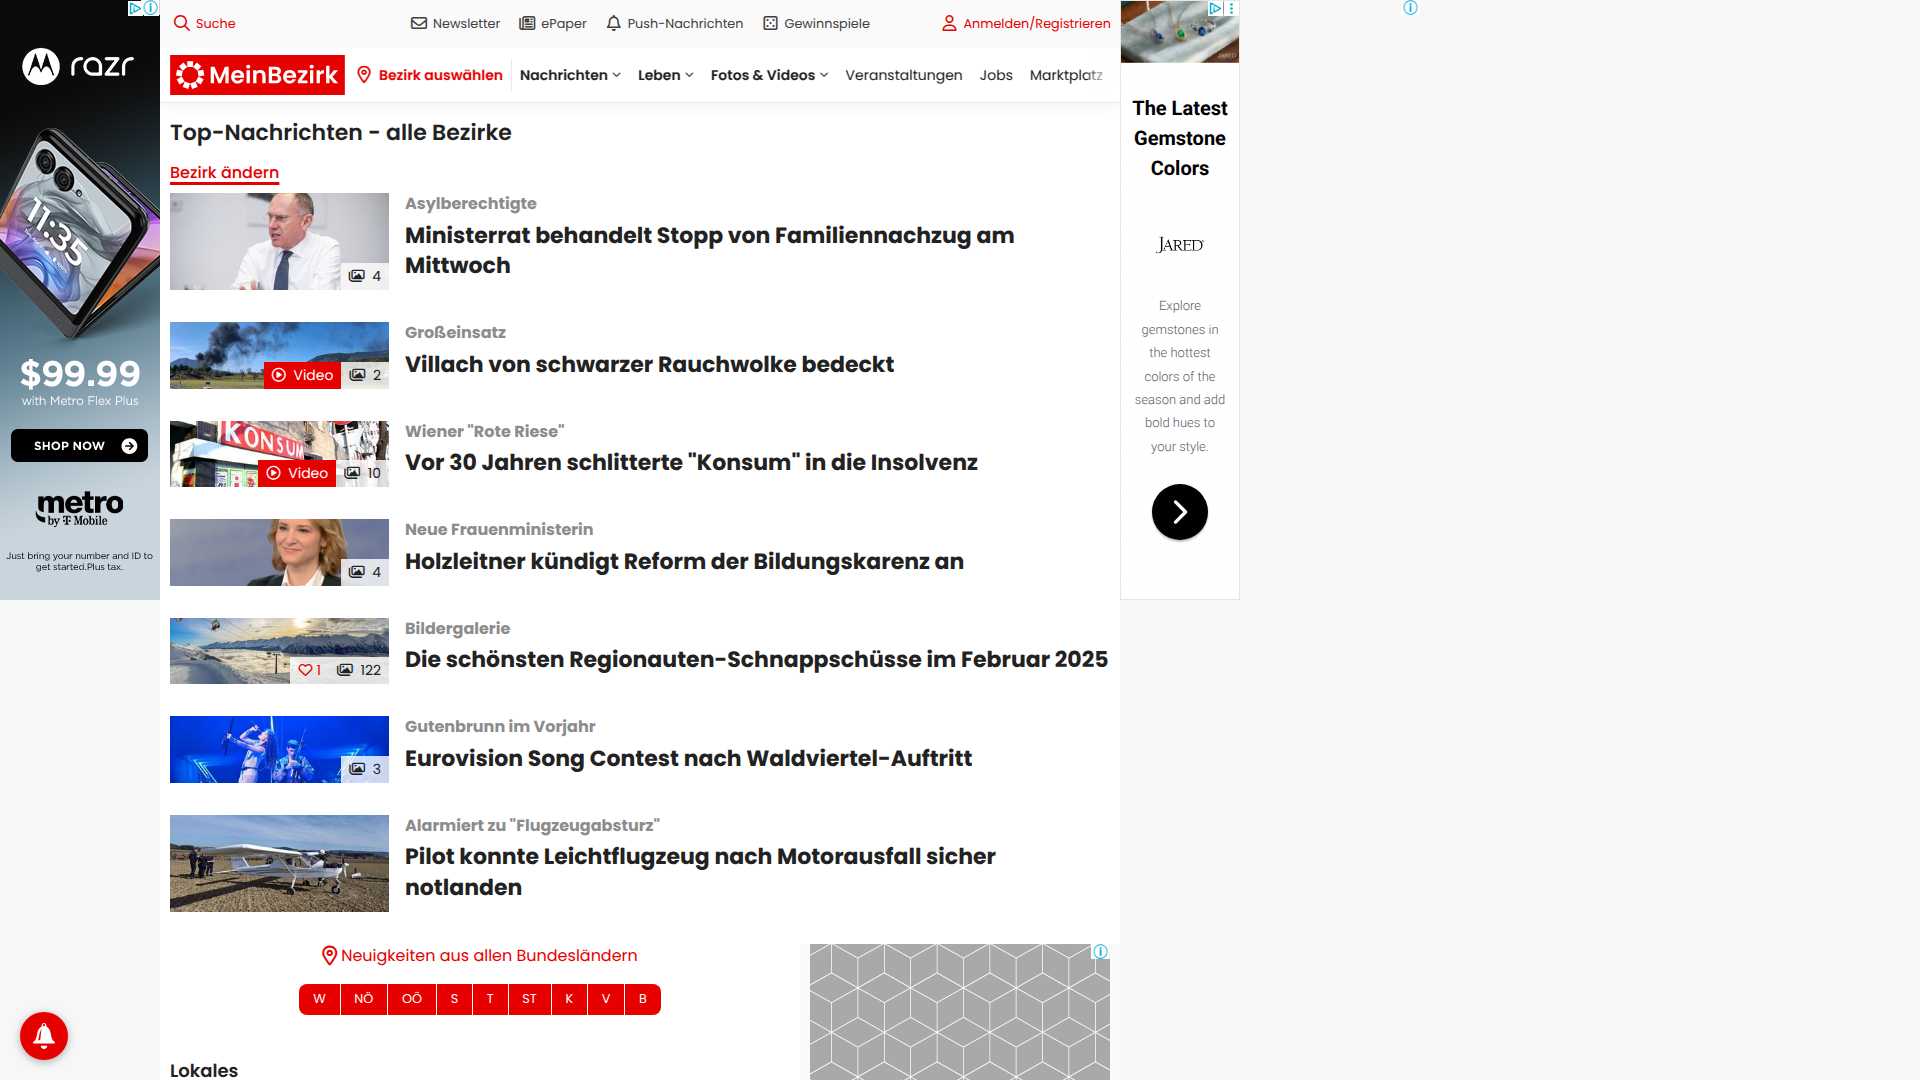 Suche
Newsletter
ePaper
Push-Nachrichten
Gewinnspiele
Anmelden/Registrieren
MeinBezirk
Bezirk auswählen
Nachrichten
Leben
Fotos & Videos
Veranstaltungen
Jobs
Marktplatz
razr
11:35
$99.99
with Metro Flex Plus
SHOP NOW
metro
by T Mobile
Just bring your number and ID to
get started.Plus tax.
Top-Nachrichten - alle Bezirke
Bezirk ändern
Asylberechtigte
Ministerrat behandelt Stopp von Familiennachzug am
Mittwoch
4
Großeinsatz
Villach von schwarzer Rauchwolke bedeckt
Video
2
Wiener "Rote Riese"
Vor 30 Jahren schlitterte "Konsum" in die Insolvenz
KONSUM
Video
10
Neue Frauenministerin
Holzleitner kündigt Reform der Bildungskarenz an
4
Bildergalerie
Die schönsten Regionauten-Schnappschüsse im Februar 2025
1
122
Gutenbrunn im Vorjahr
Eurovision Song Contest nach Waldviertel-Auftritt
3
Alarmiert zu "Flugzeugabsturz"
Pilot konnte Leichtflugzeug nach Motorausfall sicher
notlanden
Neuigkeiten aus allen Bundesländern
W NÖ OÖ S T ST K V B
Lokales
The Latest
Gemstone
Colors
JARED
Explore
gemstones in
the hottest
colors of the
season and add
bold hues to
your style.